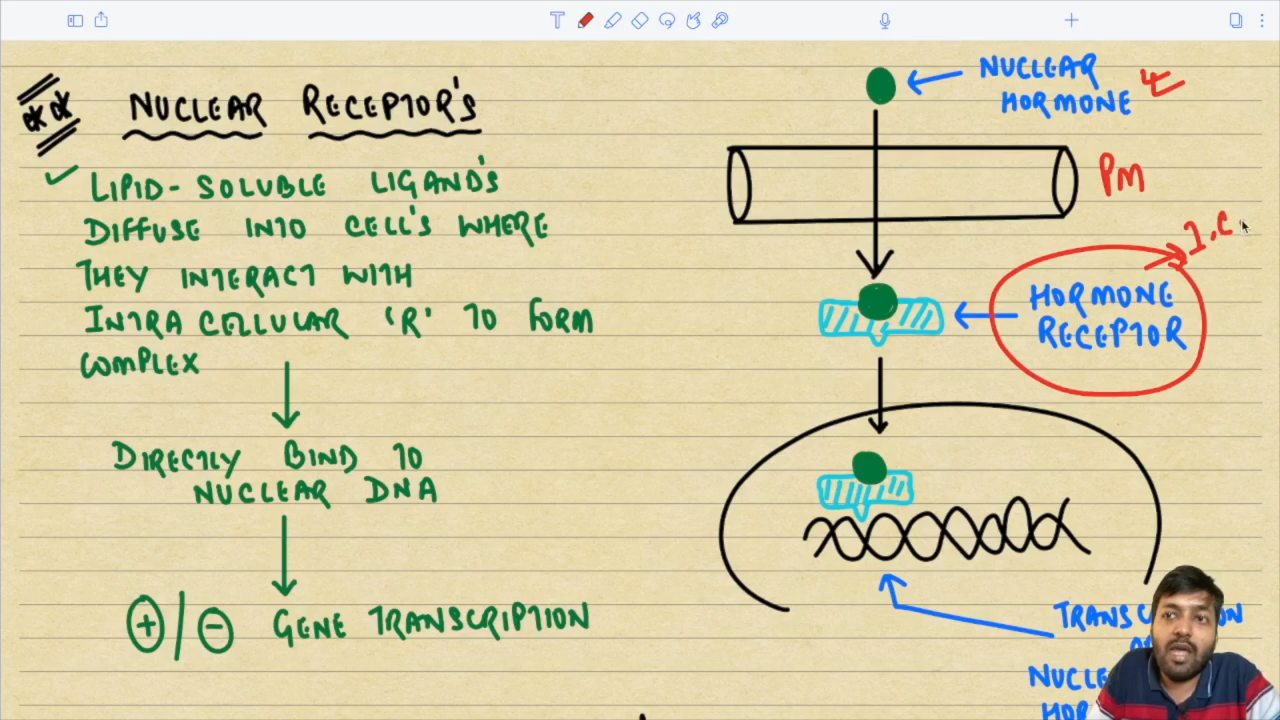 NUCLEAR RECEPTOR'S
LIPID-SOLUBLE LIGAND'S
DIFFUSE INTO CELL'S WHERE
THEY INTERACT WITH
INTRA CELLULAR 'R' TO FORM
COMPLEX
DIRECTLY BIND TO
NUCLEAR DNA
+/- GENE TRANSCRIPTION
NUCLEAR
HORMONE
PM
I.C
HORMONE
RECEPTOR